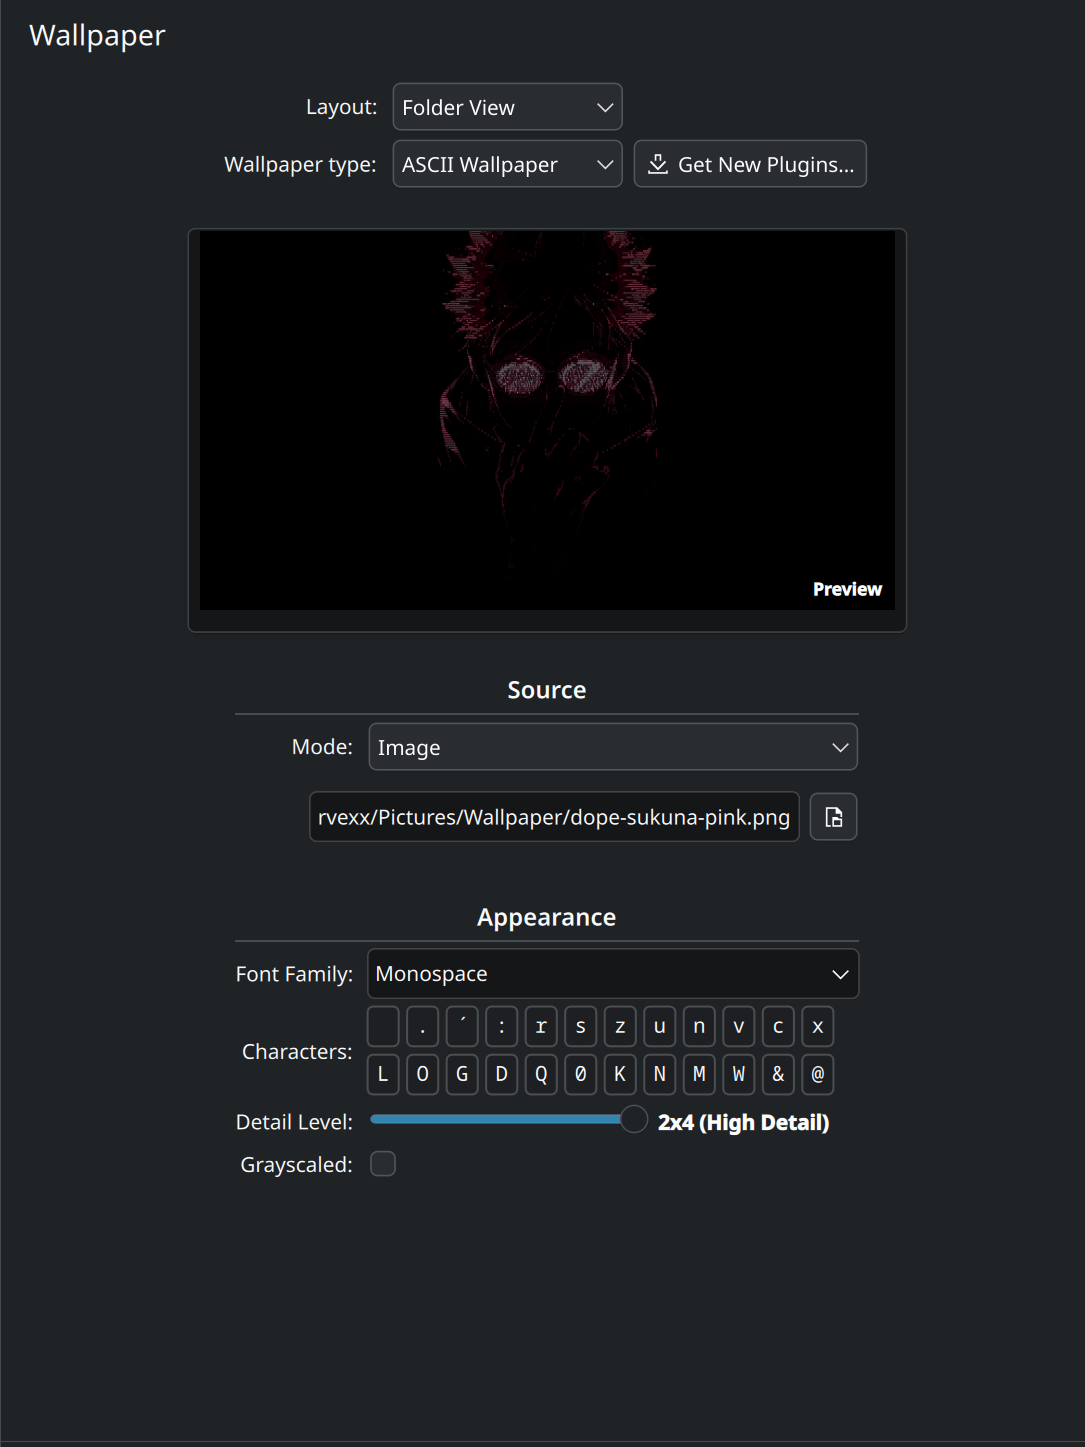 Wallpaper
Layout: Folder View
Wallpaper type: ASCII Wallpaper Get New Plugins...
Preview
Source
Mode: Image
rvexx/Pictures/Wallpaper/dope-sukuna-pink.png
Appearance
Font Family: Monospace
. ´ : r s z u n v c x
Characters:
L O G D Q 0 K N M W & @
Detail Level: 2x4 (High Detail)
Grayscaled: